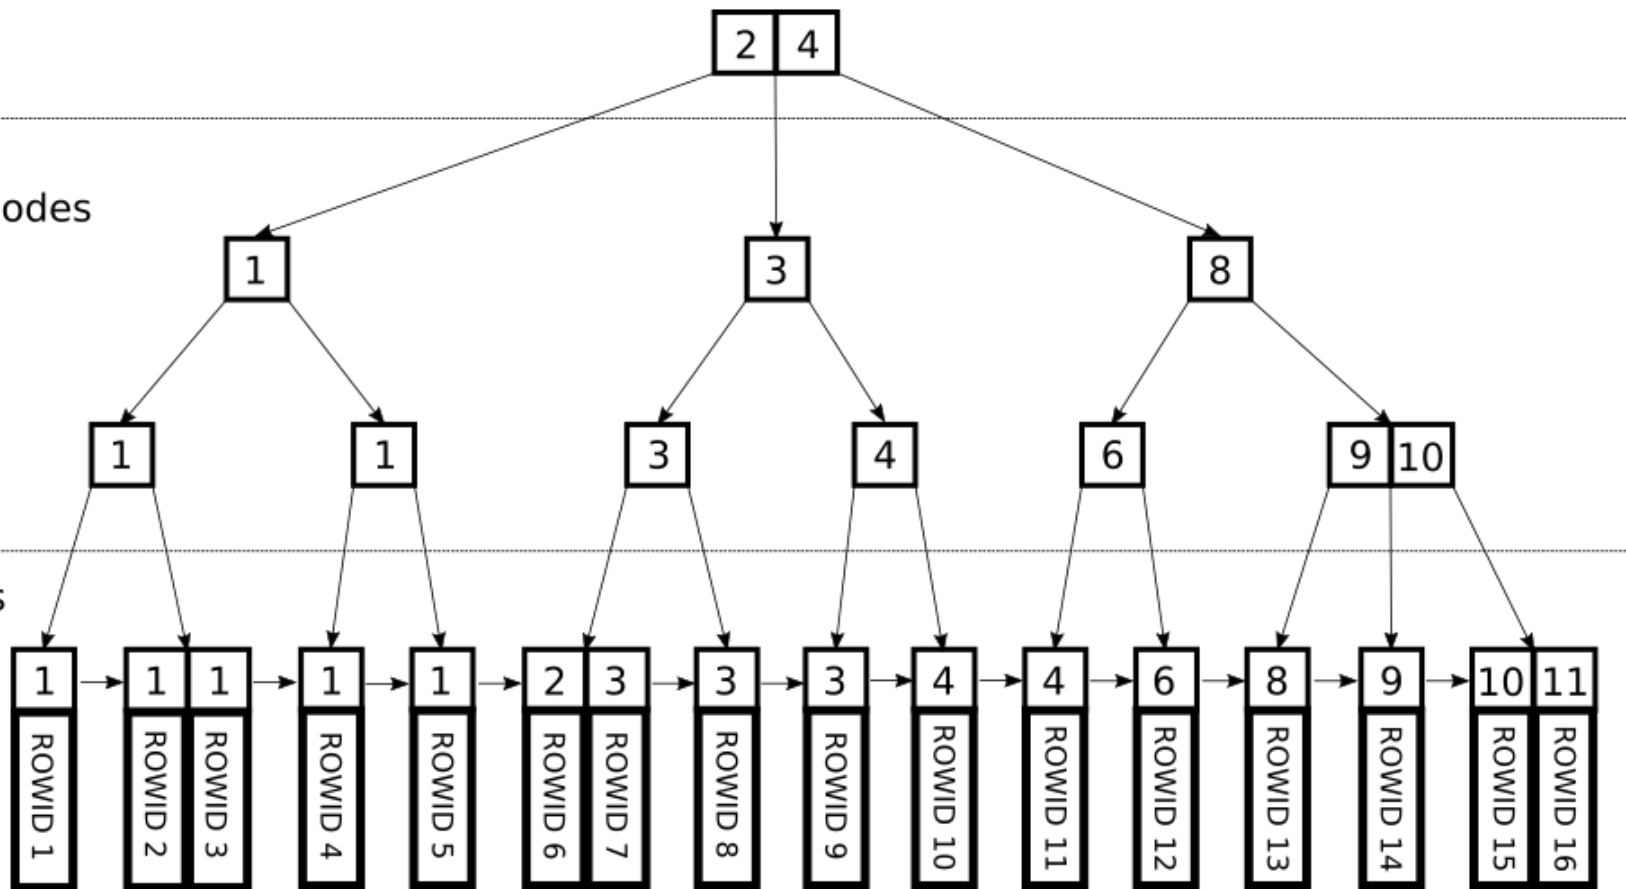 2 4
odes
1 3 8
1 1 3 4 6 9 10
s
1 1 1 1 1 2 3 3 3 4 4 6 8 9 10 11
ROWID 1
ROWID 2
ROWID 3
ROWID 4
ROWID 5
ROWID 6
ROWID 7
ROWID 8
ROWID 9
ROWID 10
ROWID 11
ROWID 12
ROWID 13
ROWID 14
ROWID 15
ROWID 16